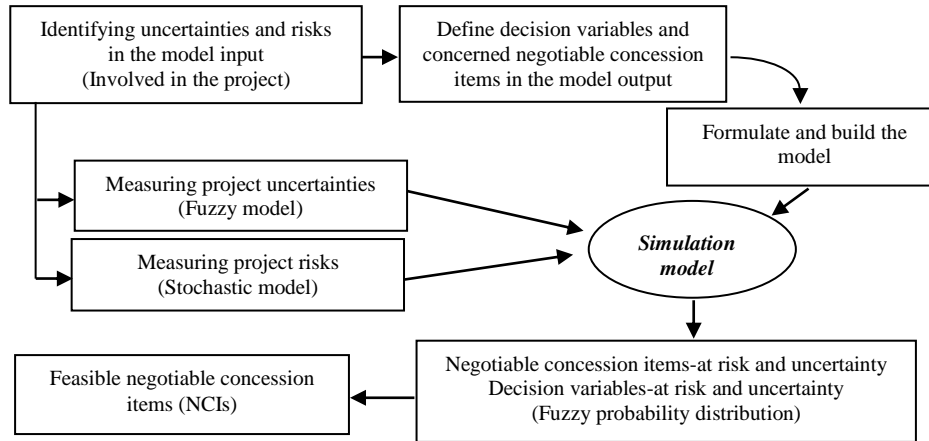 Identifying uncertainties and risks
in the model input
(Involved in the project)
Define decision variables and
concerned negotiable concession
items in the model output
Formulate and build the
model
Measuring project uncertainties
(Fuzzy model)
Simulation
model
Measuring project risks
(Stochastic model)
Negotiable concession items-at risk and uncertainty
Decision variables-at risk and uncertainty
(Fuzzy probability distribution)
Feasible negotiable concession
items (NCIs)